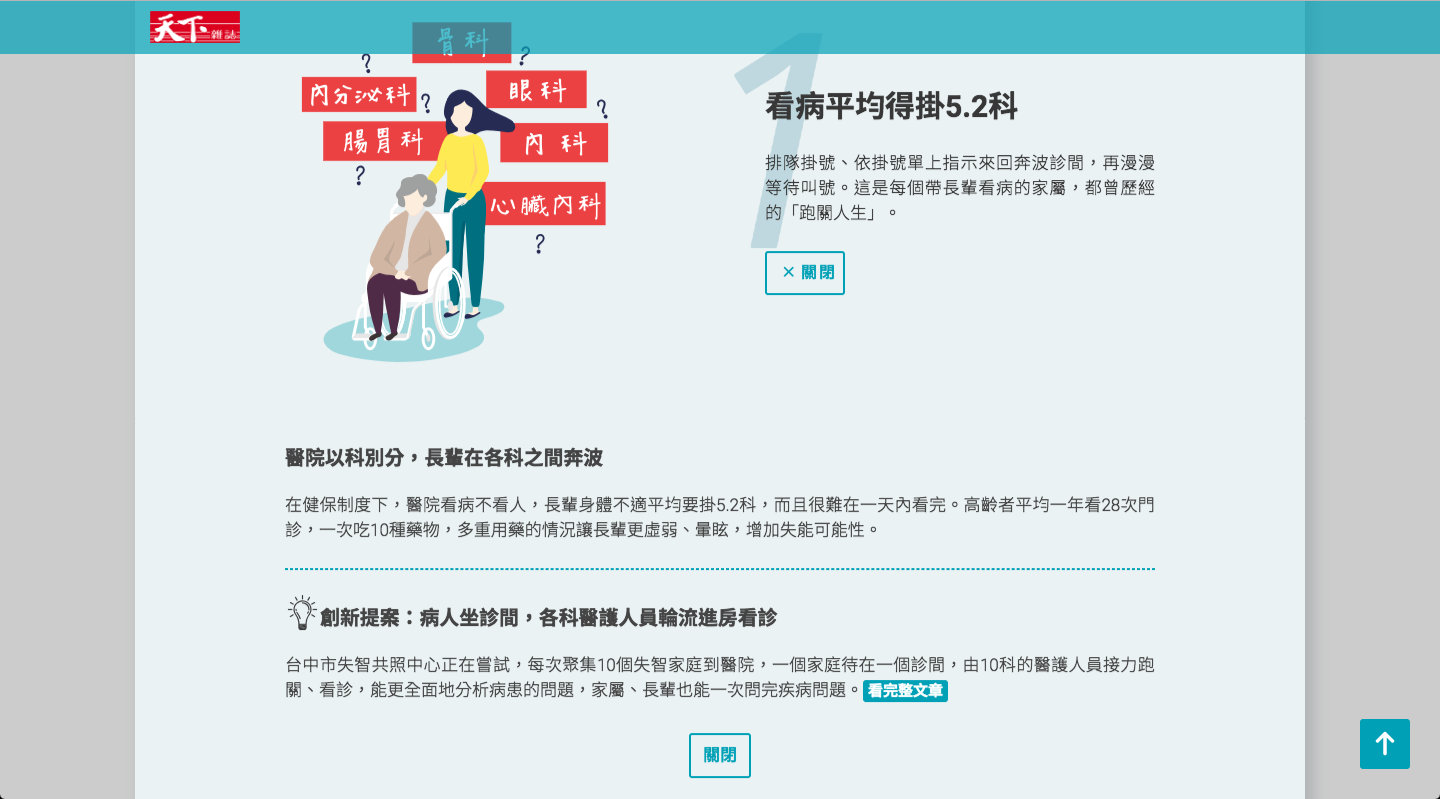 天下雜誌
骨科
?
?
內分泌科
?
眼科
?
腸胃科
內科
?
心臟內科
?
1
看病平均得掛5.2科
排隊掛號、依掛號單上指示來回奔波診間，再漫漫
等待叫號。這是每個帶長輩看病的家屬，都曾歷經
的「跑關人生」。
× 關閉
醫院以科別分，長輩在各科之間奔波
在健保制度下，醫院看病不看人，長輩身體不適平均要掛5.2科，而且很難在一天內看完。高齡者平均一年看28次門
診，一次吃10種藥物，多重用藥的情況讓長輩更虛弱、暈眩，增加失能可能性。
創新提案：病人坐診間，各科醫護人員輪流進房看診
台中市失智共照中心正在嘗試，每次聚集10個失智家庭到醫院，一個家庭待在一個診間，由10科的醫護人員接力跑
關、看診，能更全面地分析病患的問題，家屬、長輩也能一次問完疾病問題。看完整文章
關閉